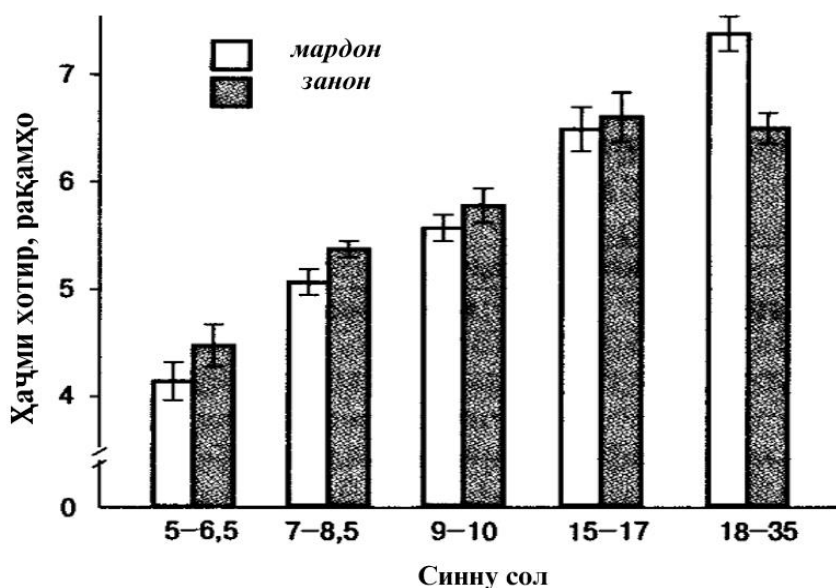 мардон
занон
Ҳаҷми хотир, рақамҳо
7
6
5
4
0
5–6,5 7–8,5 9–10 15–17 18–35
Синну сол